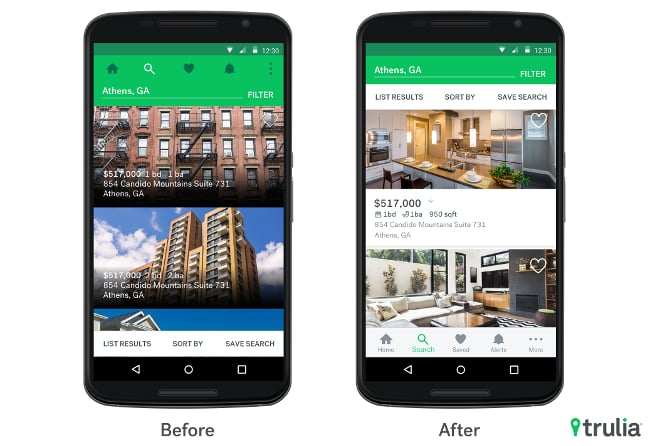 12:30
Athens, GA
FILTER
$517,000 1 bd 1 ba
854 Candido Mountains Suite 731
Athens, GA
$517,000 2 bd 2 ba
854 Candido Mountains Suite 731
Athens, GA
LIST RESULTS SORT BY SAVE SEARCH
Before
12:30
Athens, GA
FILTER
LIST RESULTS SORT BY SAVE SEARCH
$517,000
1bd 1ba 950 sqft
854 Candido Mountains Suite 731
Athens, GA
Home Search Saved Alerts More
After
trulia